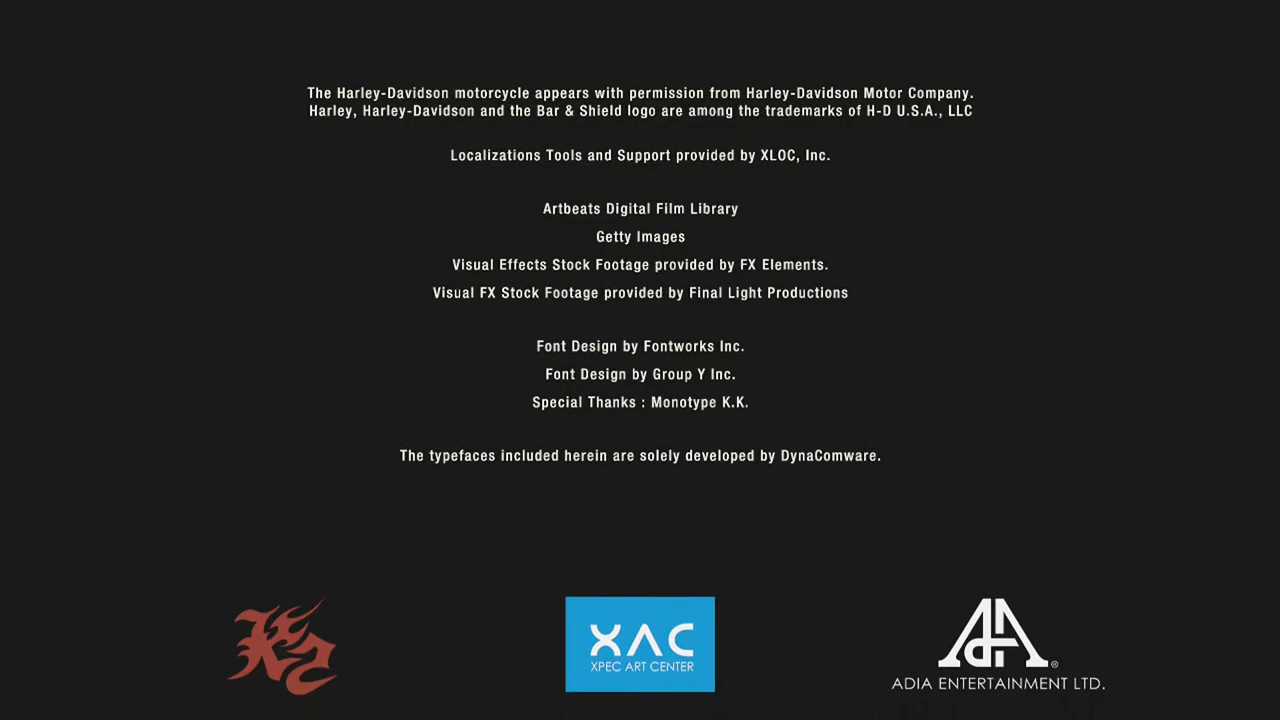 The Harley-Davidson motorcycle appears with permission from Harley-Davidson Motor Company.
Harley, Harley-Davidson and the Bar & Shield logo are among the trademarks of H-D U.S.A., LLC
Localizations Tools and Support provided by XLOC, Inc.
Artbeats Digital Film Library
Getty Images
Visual Effects Stock Footage provided by FX Elements.
Visual FX Stock Footage provided by Final Light Productions
Font Design by Fontworks Inc.
Font Design by Group Y Inc.
Special Thanks : Monotype K.K.
The typefaces included herein are solely developed by DynaComware.
K2
XAC
XPEC ART CENTER
®
ADIA ENTERTAINMENT LTD.